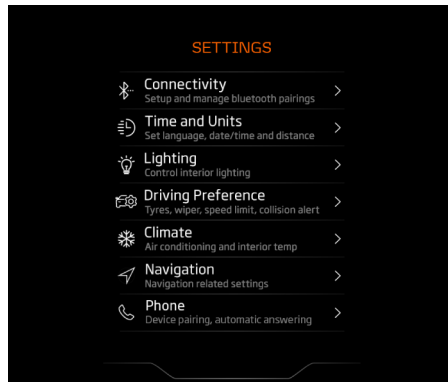 SETTINGS
Connectivity
Setup and manage bluetooth pairings
Time and Units
Set language, date/time and distance
Lighting
Control interior lighting
Driving Preference
Tyres, wiper, speed limit, collision alert
Climate
Air conditioning and interior temp
Navigation
Navigation related settings
Phone
Device pairing, automatic answering